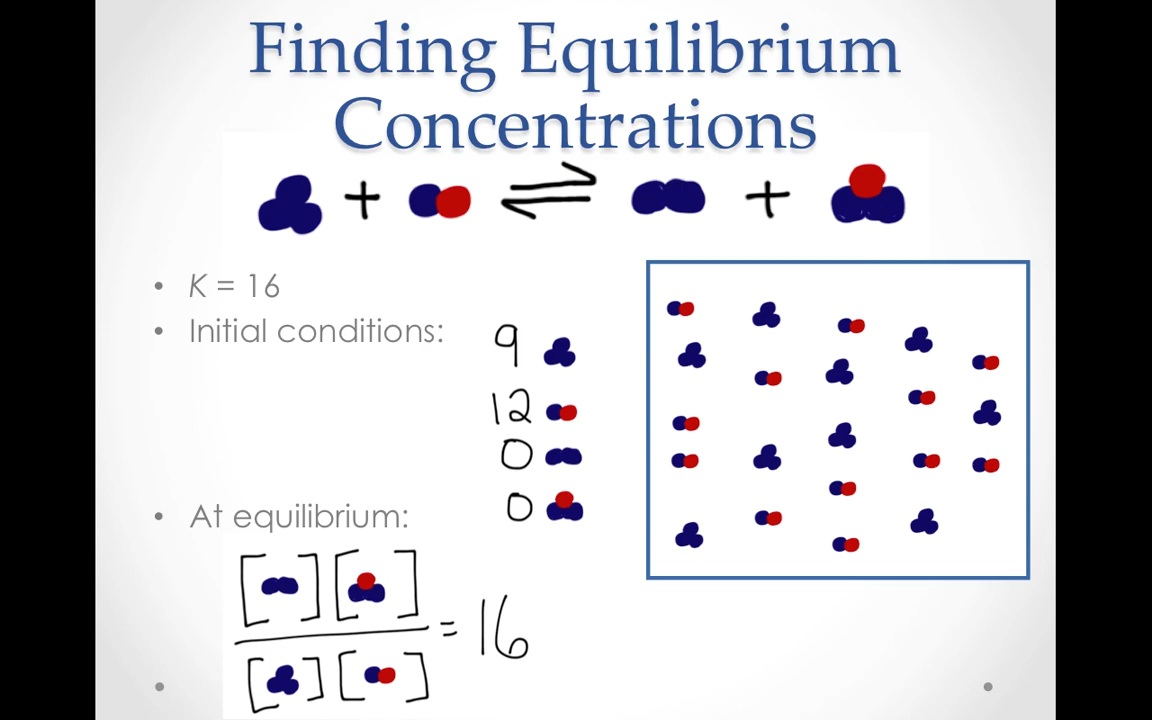 Finding Equilibrium
Concentrations
+ ⇌ +
• K = 16
• Initial conditions:
9
12
0
0
• At equilibrium:
[ ] [ ]
[ ] [ ] = 16